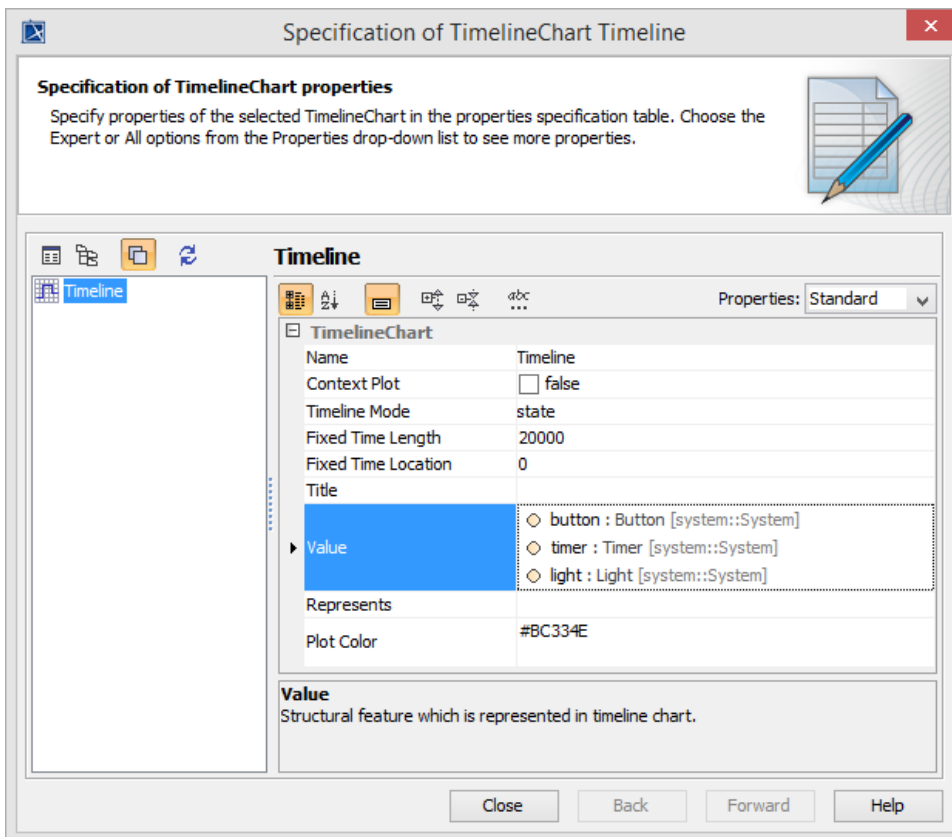 Specification of TimelineChart Timeline
Specification of TimelineChart properties
Specify properties of the selected TimelineChart in the properties specification table. Choose the
Expert or All options from the Properties drop-down list to see more properties.
Timeline
Timeline
Properties: Standard
TimelineChart
Name Timeline
Context Plot false
Timeline Mode state
Fixed Time Length 20000
Fixed Time Location 0
Title
Value
button : Button [system::System]
timer : Timer [system::System]
light : Light [system::System]
Represents
Plot Color #BC334E
Value
Structural feature which is represented in timeline chart.
Close Back Forward Help